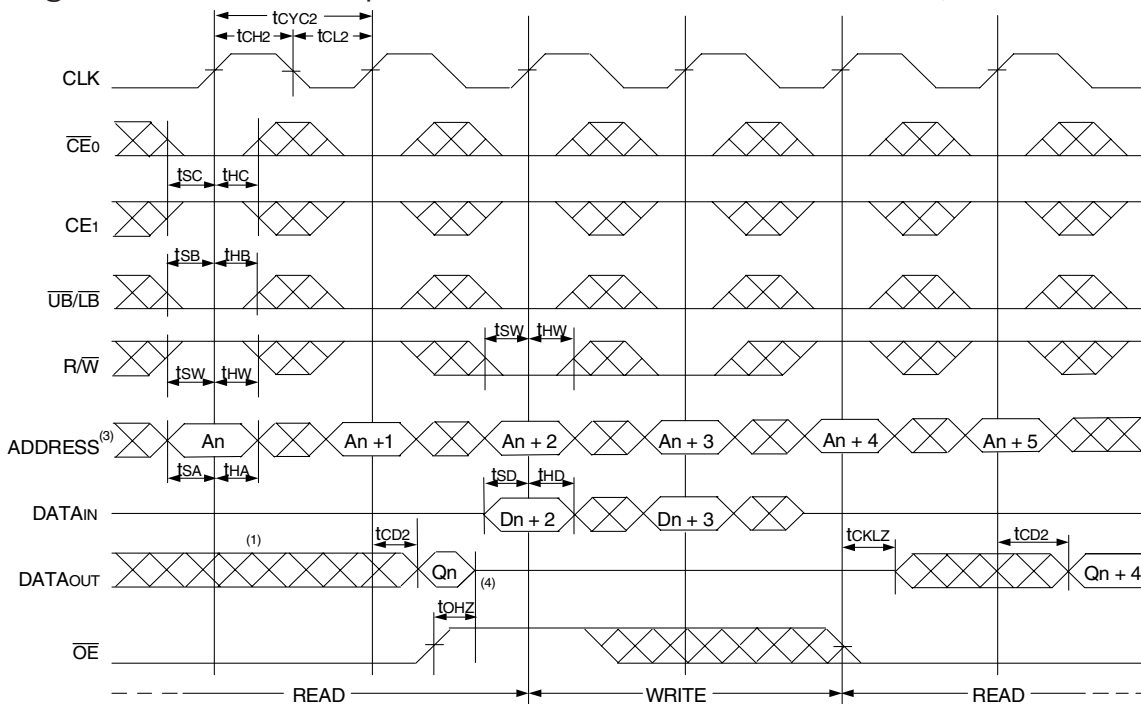 tCYC2
tCH2 tCL2
CLK
CE0
tSC tHC
CE1
tSB tHB
UB/LB
tSW tHW
R/W
tSW tHW
ADDRESS(3) An An +1 An + 2 An + 3 An + 4 An + 5
tSA tHA tSD tHD
DATAIN Dn + 2 Dn + 3
(1) tCD2 tCKLZ tCD2
DATAOUT Qn (4) Qn + 4
tOHZ
OE
READ WRITE READ